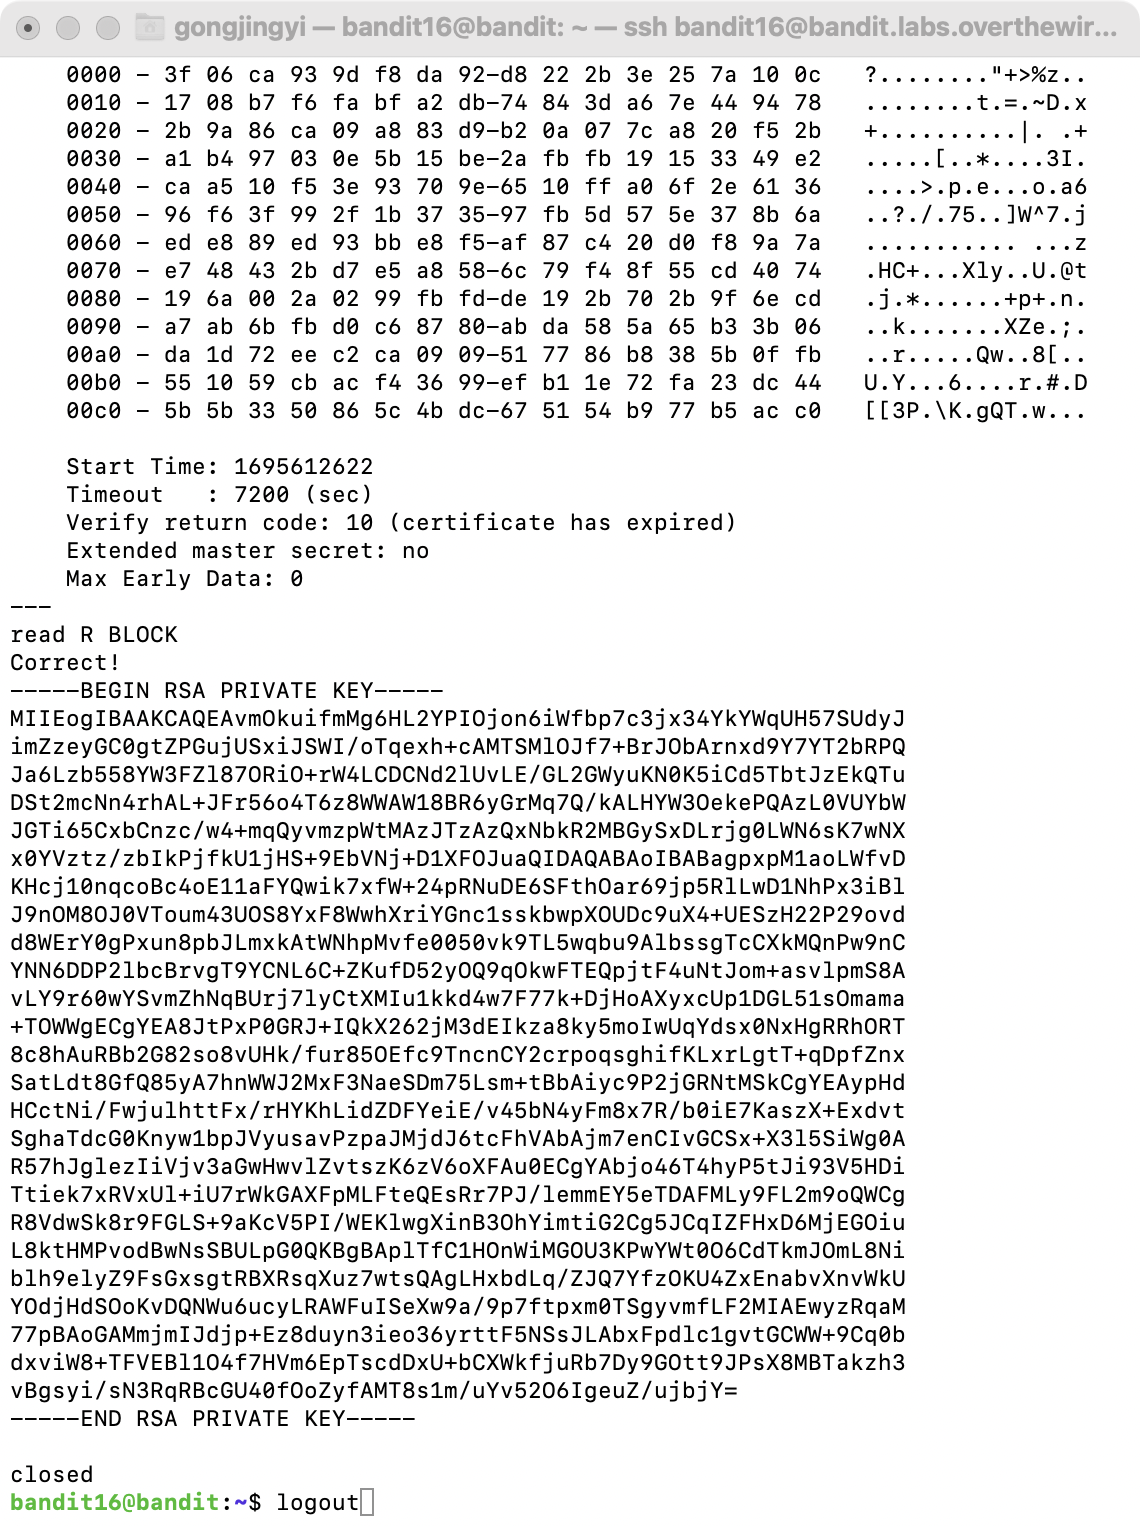 gongjingyi — bandit16@bandit: ~ — ssh bandit16@bandit.labs.overthewir...
0000 - 3f 06 ca 93 9d f8 da 92-d8 22 2b 3e 25 7a 10 0c   ?........"+>%z..
0010 - 17 08 b7 f6 fa bf a2 db-74 84 3d a6 7e 44 94 78   ........t.=.~D.x
0020 - 2b 9a 86 ca 09 a8 83 d9-b2 0a 07 7c a8 20 f5 2b   +..........|. .+
0030 - a1 b4 97 03 0e 5b 15 be-2a fb fb 19 15 33 49 e2   .....[..*....3I.
0040 - ca a5 10 f5 3e 93 70 9e-65 10 ff a0 6f 2e 61 36   ....>.p.e...o.a6
0050 - 96 f6 3f 99 2f 1b 37 35-97 fb 5d 57 5e 37 8b 6a   ..?./.75..]W^7.j
0060 - ed e8 89 ed 93 bb e8 f5-af 87 c4 20 d0 f8 9a 7a   ........... ...z
0070 - e7 48 43 2b d7 e5 a8 58-6c 79 f4 8f 55 cd 40 74   .HC+...Xly..U.@t
0080 - 19 6a 00 2a 02 99 fb fd-de 19 2b 70 2b 9f 6e cd   .j.*......+p+.n.
0090 - a7 ab 6b fb d0 c6 87 80-ab da 58 5a 65 b3 3b 06   ..k.......XZe.;.
00a0 - da 1d 72 ee c2 ca 09 09-51 77 86 b8 38 5b 0f fb   ..r.....Qw..8[..
00b0 - 55 10 59 cb ac f4 36 99-ef b1 1e 72 fa 23 dc 44   U.Y...6....r.#.D
00c0 - 5b 5b 33 50 86 5c 4b dc-67 51 54 b9 77 b5 ac c0   [[3P.\K.gQT.w...
Start Time: 1695612622
Timeout   : 7200 (sec)
Verify return code: 10 (certificate has expired)
Extended master secret: no
Max Early Data: 0
---
read R BLOCK
Correct!
-----BEGIN RSA PRIVATE KEY-----
MIIEogIBAAKCAQEAvmOkuifmMg6HL2YPIOjon6iWfbp7c3jx34YkYWqUH57SUdyJ
imZzeyGC0gtZPGujUSxiJSWI/oTqexh+cAMTSMlOJf7+BrJObArnxd9Y7YT2bRPQ
Ja6Lzb558YW3FZl87ORiO+rW4LCDCNd2lUvLE/GL2GWyuKN0K5iCd5TbtJzEkQTu
DSt2mcNn4rhAL+JFr56o4T6z8WWAW18BR6yGrMq7Q/kALHYW3OekePQAzL0VUYbW
JGTi65CxbCnzc/w4+mqQyvmzpWtMAzJTzAzQxNbkR2MBGySxDLrjg0LWN6sK7wNX
x0YVztz/zbIkPjfkU1jHS+9EbVNj+D1XFOJuaQIDAQABAoIBABagpxpM1aoLWfvD
KHcj10nqcoBc4oE11aFYQwik7xfW+24pRNuDE6SFthOar69jp5RlLwD1NhPx3iBl
J9nOM8OJ0VToum43UOS8YxF8WwhXriYGnc1sskbwpXOUDc9uX4+UESzH22P29ovd
d8WErY0gPxun8pbJLmxkAtWNhpMvfe0050vk9TL5wqbu9AlbssgTcCXkMQnPw9nC
YNN6DDP2lbcBrvgT9YCNL6C+ZKufD52yOQ9qOkwFTEQpjtF4uNtJom+asvlpmS8A
vLY9r60wYSvmZhNqBUrj7lyCtXMIu1kkd4w7F77k+DjHoAXyxcUp1DGL51sOmama
+TOWWgECgYEA8JtPxP0GRJ+IQkX262jM3dEIkza8ky5moIwUqYdsx0NxHgRRhORT
8c8hAuRBb2G82so8vUHk/fur85OEfc9TncnCY2crpoqsghifKLxrLgtT+qDpfZnx
SatLdt8GfQ85yA7hnWWJ2MxF3NaeSDm75Lsm+tBbAiyc9P2jGRNtMSkCgYEAypHd
HCctNi/FwjulhttFx/rHYKhLidZDFYeiE/v45bN4yFm8x7R/b0iE7KaszX+Exdvt
SghaTdcG0Knyw1bpJVyusavPzpaJMjdJ6tcFhVAbAjm7enCIvGCSx+X3l5SiWg0A
R57hJglezIiVjv3aGwHwvlZvtszK6zV6oXFAu0ECgYAbjo46T4hyP5tJi93V5HDi
Ttiek7xRVxUl+iU7rWkGAXFpMLFteQEsRr7PJ/lemmEY5eTDAFMLy9FL2m9oQWCg
R8VdwSk8r9FGLS+9aKcV5PI/WEKlwgXinB3OhYimtiG2Cg5JCqIZFHxD6MjEGOiu
L8ktHMPvodBwNsSBULpG0QKBgBAplTfC1HOnWiMGOU3KPwYWt0O6CdTkmJOmL8Ni
blh9elyZ9FsGxsgtRBXRsqXuz7wtsQAgLHxbdLq/ZJQ7YfzOKU4ZxEnabvXnvWkU
YOdjHdSOoKvDQNWu6ucyLRAWFuISeXw9a/9p7ftpxm0TSgyvmfLF2MIAEwyzRqaM
77pBAoGAMmjmIJdjp+Ez8duyn3ieo36yrttF5NSsJLAbxFpdlc1gvtGCWW+9Cq0b
dxviW8+TFVEBl1O4f7HVm6EpTscdDxU+bCXWkfjuRb7Dy9GOtt9JPsX8MBTakzh3
vBgsyi/sN3RqRBcGU40fOoZyfAMT8s1m/uYv52O6IgeuZ/ujbjY=
-----END RSA PRIVATE KEY-----
closed
bandit16@bandit:~$ logout